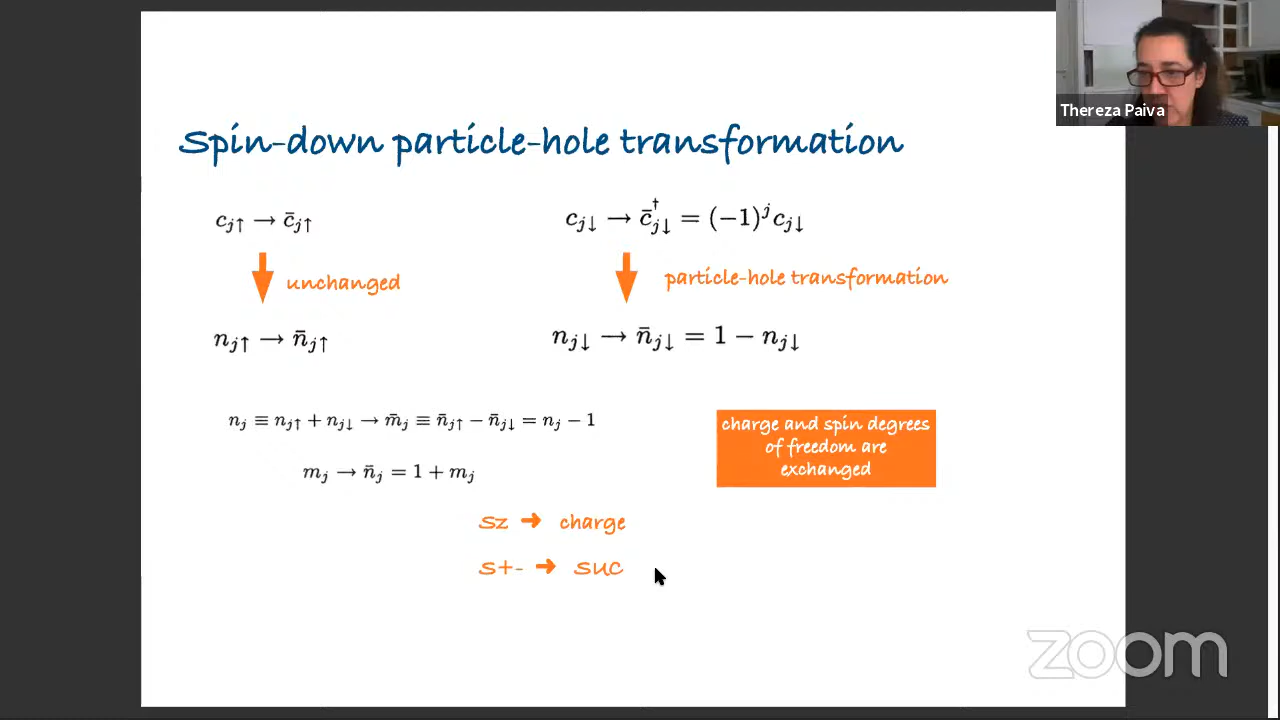 Thereza Paiva
Spin-down particle-hole transformation
c_{j↑} → c̄_{j↑}
c_{j↓} → c̄†_{j↓} = (−1)^j c_{j↓}
unchanged
particle-hole transformation
n_{j↑} → n̄_{j↑}
n_{j↓} → n̄_{j↓} = 1 − n_{j↓}
n_j ≡ n_{j↑} + n_{j↓} → m̄_j ≡ n̄_{j↑} − n̄_{j↓} = n_j − 1
m_j → n̄_j = 1 + m_j
charge and spin degrees
of freedom are
exchanged
Sz ➜ charge
S+- ➜ SUC
zoom